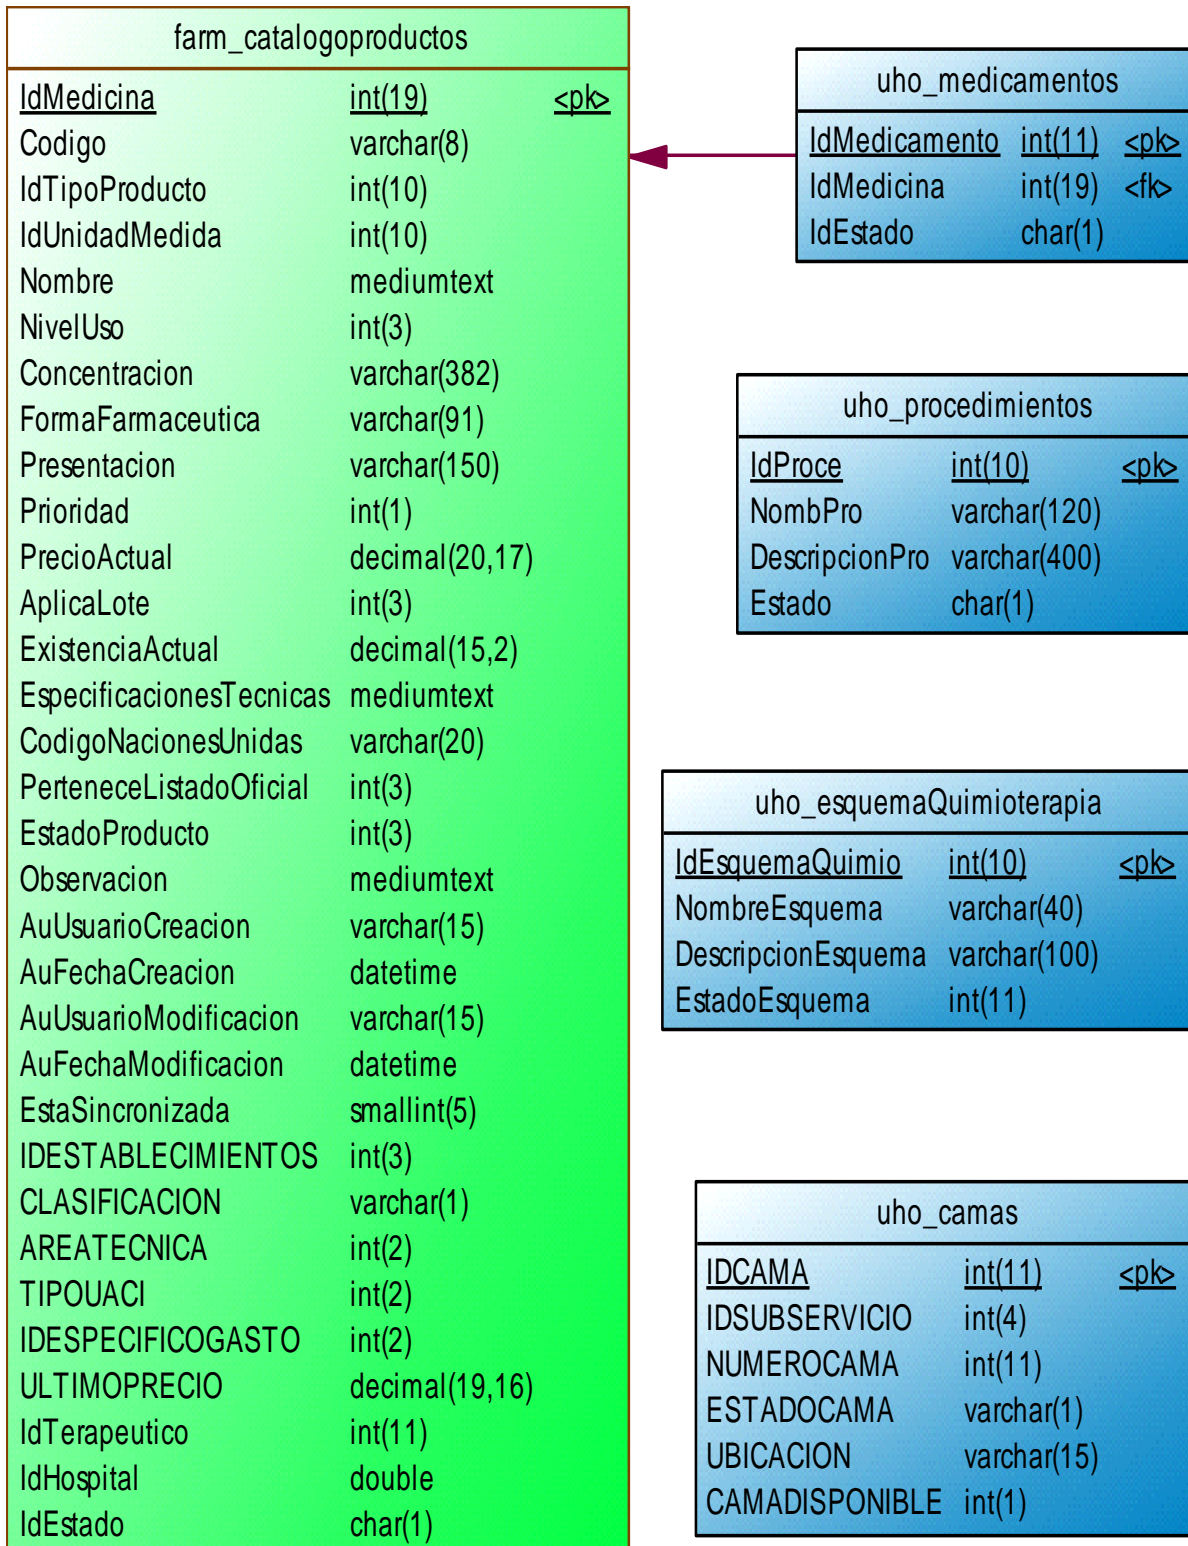 farm_catalogoproductos
IdMedicina int(19) <pk>
Codigo varchar(8)
IdTipoProducto int(10)
IdUnidadMedida int(10)
Nombre mediumtext
NivelUso int(3)
Concentracion varchar(382)
FormaFarmaceutica varchar(91)
Presentacion varchar(150)
Prioridad int(1)
PrecioActual decimal(20,17)
AplicaLote int(3)
ExistenciaActual decimal(15,2)
EspecificacionesTecnicas mediumtext
CodigoNacionesUnidas varchar(20)
PerteneceListadoOficial int(3)
EstadoProducto int(3)
Observacion mediumtext
AuUsuarioCreacion varchar(15)
AuFechaCreacion datetime
AuUsuarioModificacion varchar(15)
AuFechaModificacion datetime
EstaSincronizada smallint(5)
IDESTABLECIMIENTOS int(3)
CLASIFICACION varchar(1)
AREATECNICA int(2)
TIPOUACI int(2)
IDESPECIFICOGASTO int(2)
ULTIMOPRECIO decimal(19,16)
IdTerapeutico int(11)
IdHospital double
IdEstado char(1)
uho_medicamentos
IdMedicamento int(11) <pk>
IdMedicina int(19) <fk>
IdEstado char(1)
uho_procedimientos
IdProce int(10) <pk>
NombPro varchar(120)
DescripcionPro varchar(400)
Estado char(1)
uho_esquemaQuimioterapia
IdEsquemaQuimio int(10) <pk>
NombreEsquema varchar(40)
DescripcionEsquema varchar(100)
EstadoEsquema int(11)
uho_camas
IDCAMA int(11) <pk>
IDSUBSERVICIO int(4)
NUMEROCAMA int(11)
ESTADOCAMA varchar(1)
UBICACION varchar(15)
CAMADISPONIBLE int(1)